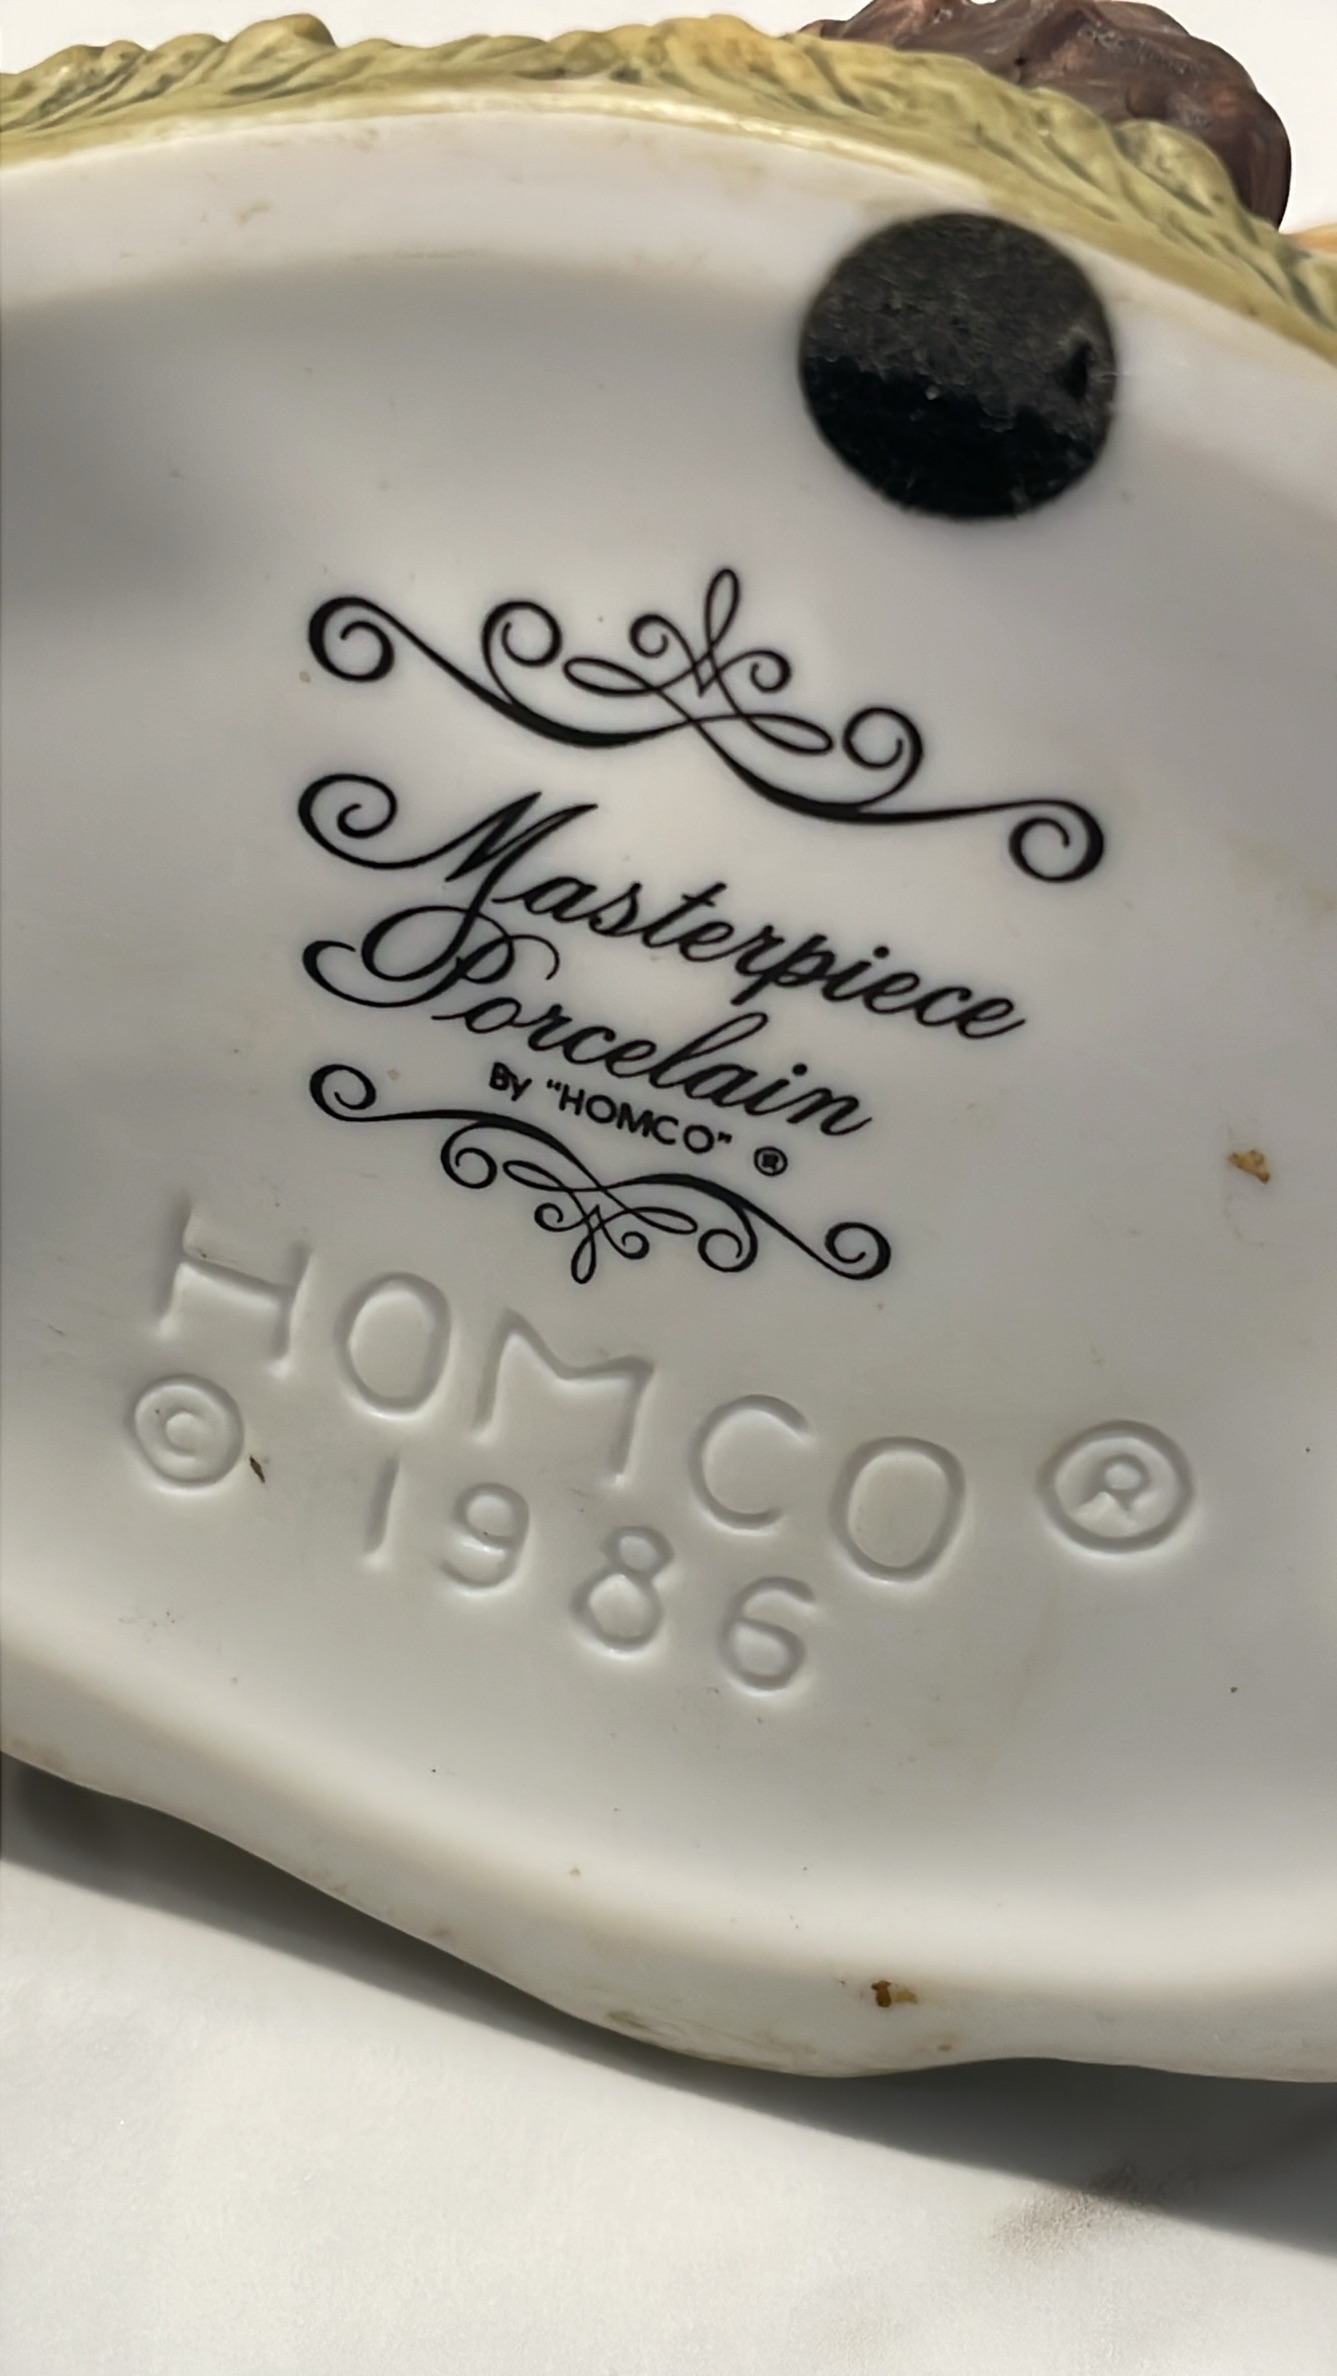 Masterpiece
Porcelain
By "HOMCO" ®
HOMCO ®
© 1986